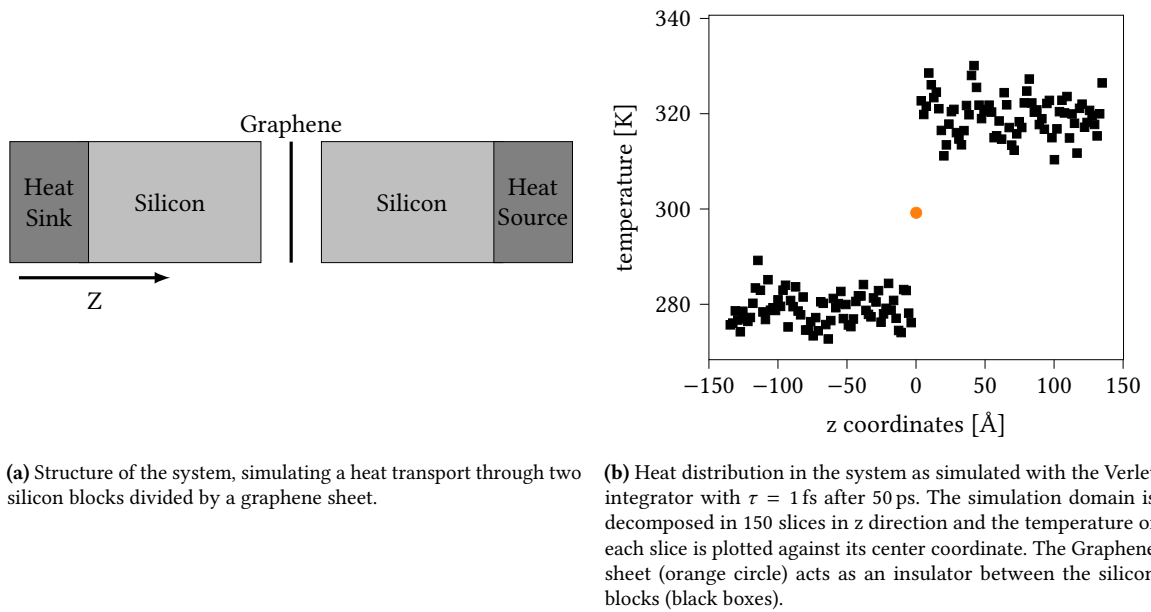 Graphene
Heat
Sink
Silicon
Silicon
Heat
Source
Z
340
320
300
280
temperature [K]
−150
−100
−50
0
50
100
150
z coordinates [Å]
(a) Structure of the system, simulating a heat transport through two
silicon blocks divided by a graphene sheet.
(b) Heat distribution in the system as simulated with the Verlet
integrator with τ = 1 fs after 50 ps. The simulation domain is
decomposed in 150 slices in z direction and the temperature of
each slice is plotted against its center coordinate. The Graphene
sheet (orange circle) acts as an insulator between the silicon
blocks (black boxes).